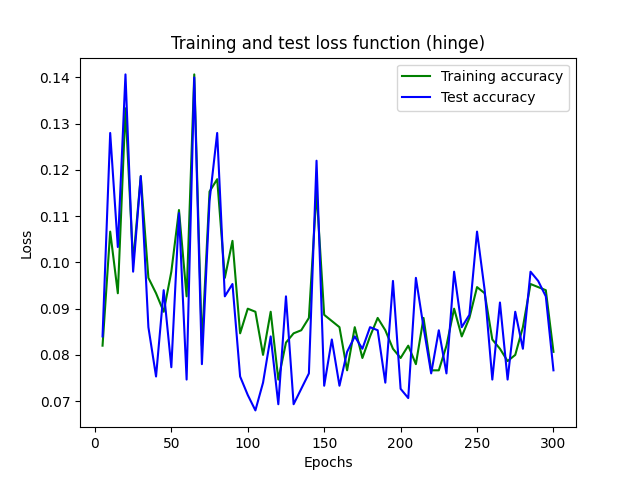 Training and test loss function (hinge)
Training accuracy
Test accuracy
Loss
0.14
0.13
0.12
0.11
0.10
0.09
0.08
0.07
0 50 100 150 200 250 300
Epochs